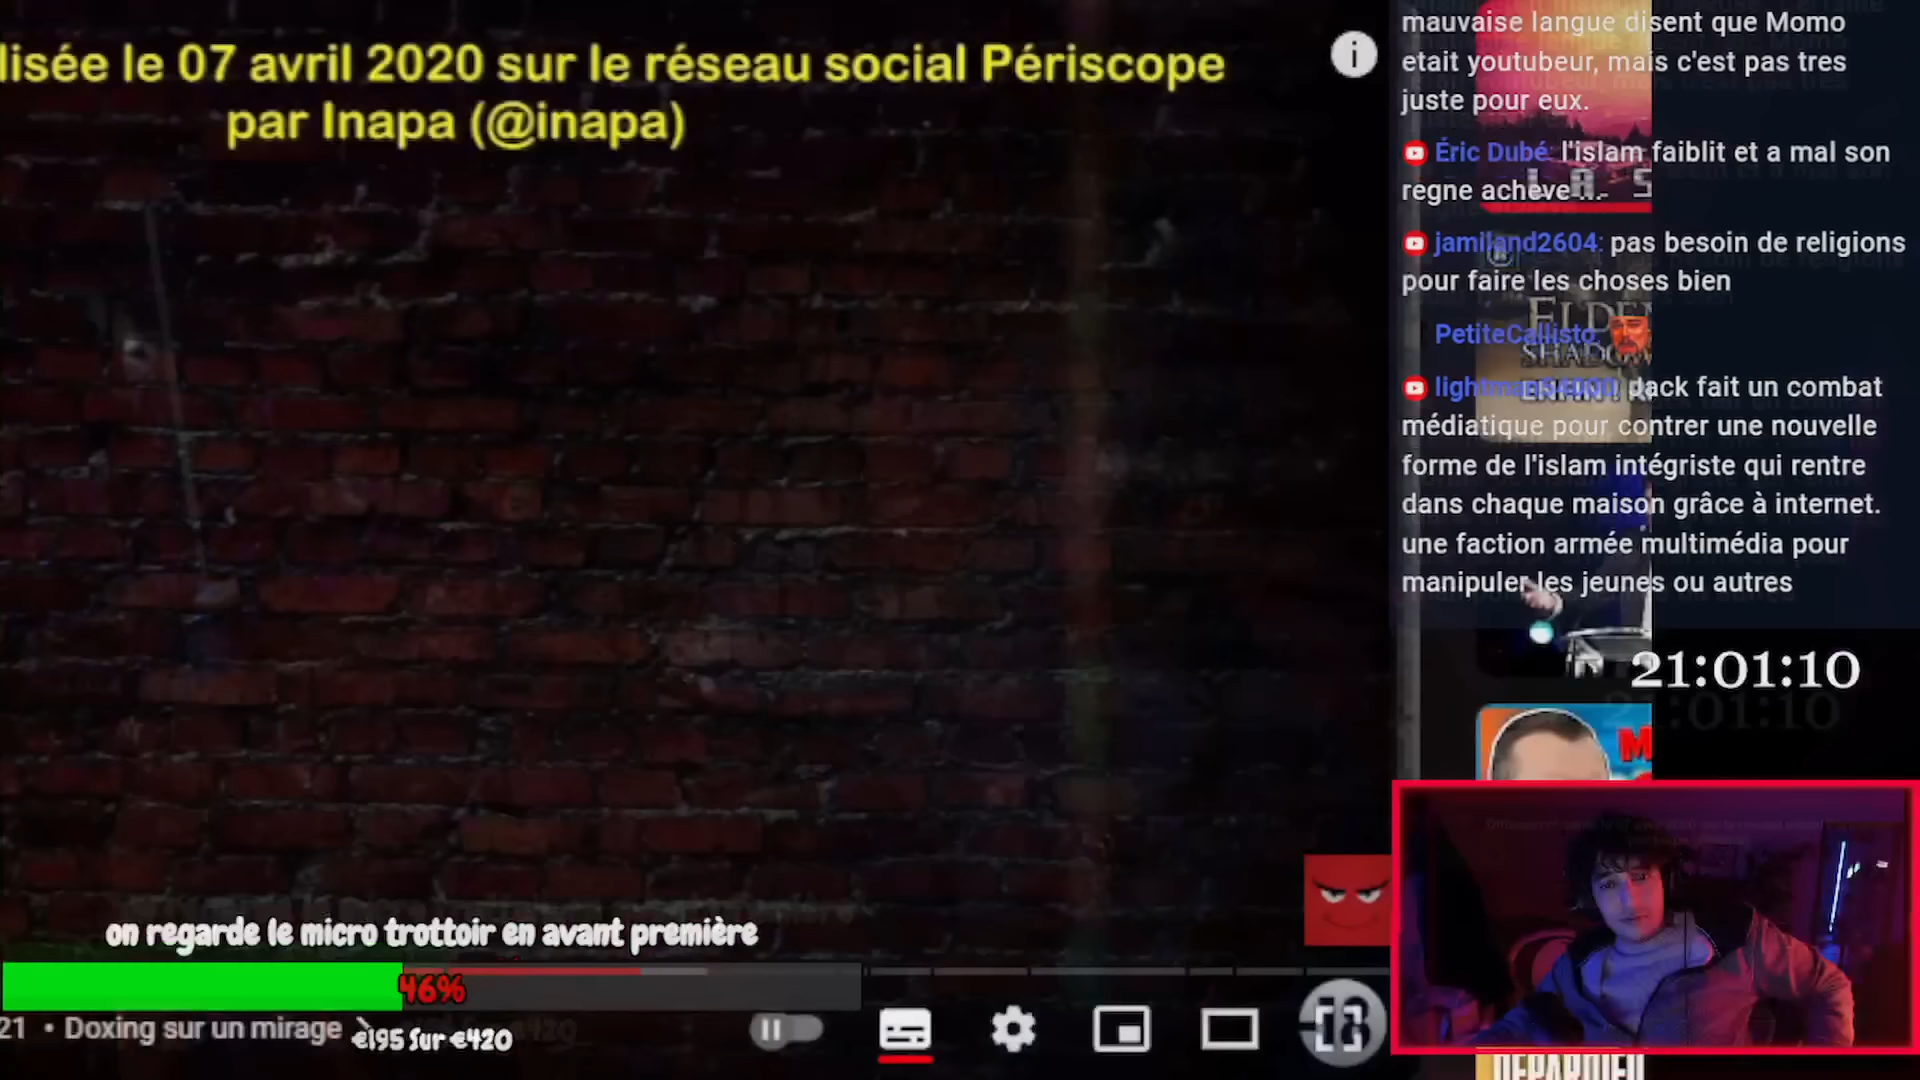 lisée le 07 avril 2020 sur le réseau social Périscope
par Inapa (@inapa)
mauvaise langue disent que Momo
etait youtubeur, mais c'est pas tres
juste pour eux.
Éric Dubé: l'islam faiblit et a mal son
regne acheve ...
jamiland2604: pas besoin de religions
pour faire les choses bien
PetiteCallisto
pack fait un combat
médiatique pour contrer une nouvelle
forme de l'islam intégriste qui rentre
dans chaque maison grâce à internet.
une faction armée multimédia pour
manipuler les jeunes ou autres
21:01:10
on regarde le micro trottoir en avant première
46%
21 • Doxing sur un mirage >
€195 sur €420